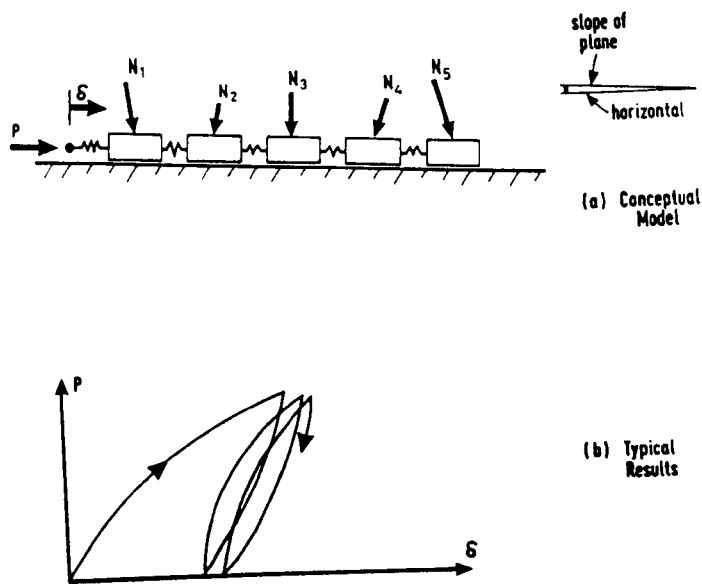 slope of
plane
horizontal
N1
N2
N3
N4
N5
δ
P
(a) Conceptual
Model
P
(b) Typical
Results
δ